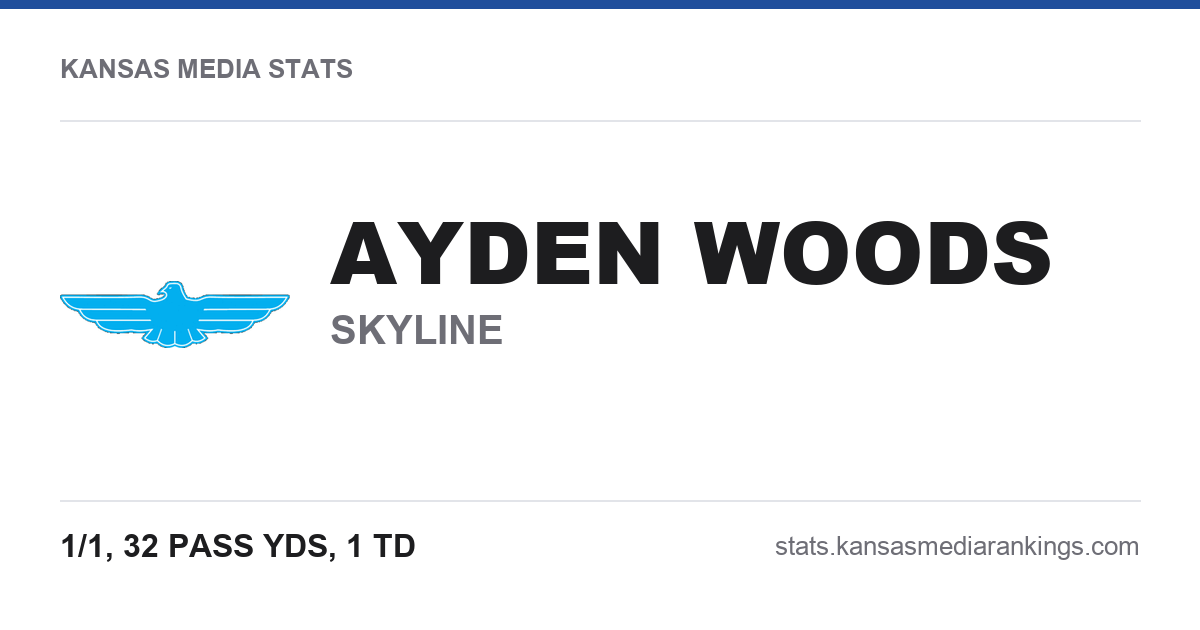 KANSAS MEDIA STATS
AYDEN WOODS
SKYLINE
1/1, 32 PASS YDS, 1 TD
stats.kansasmediarankings.com